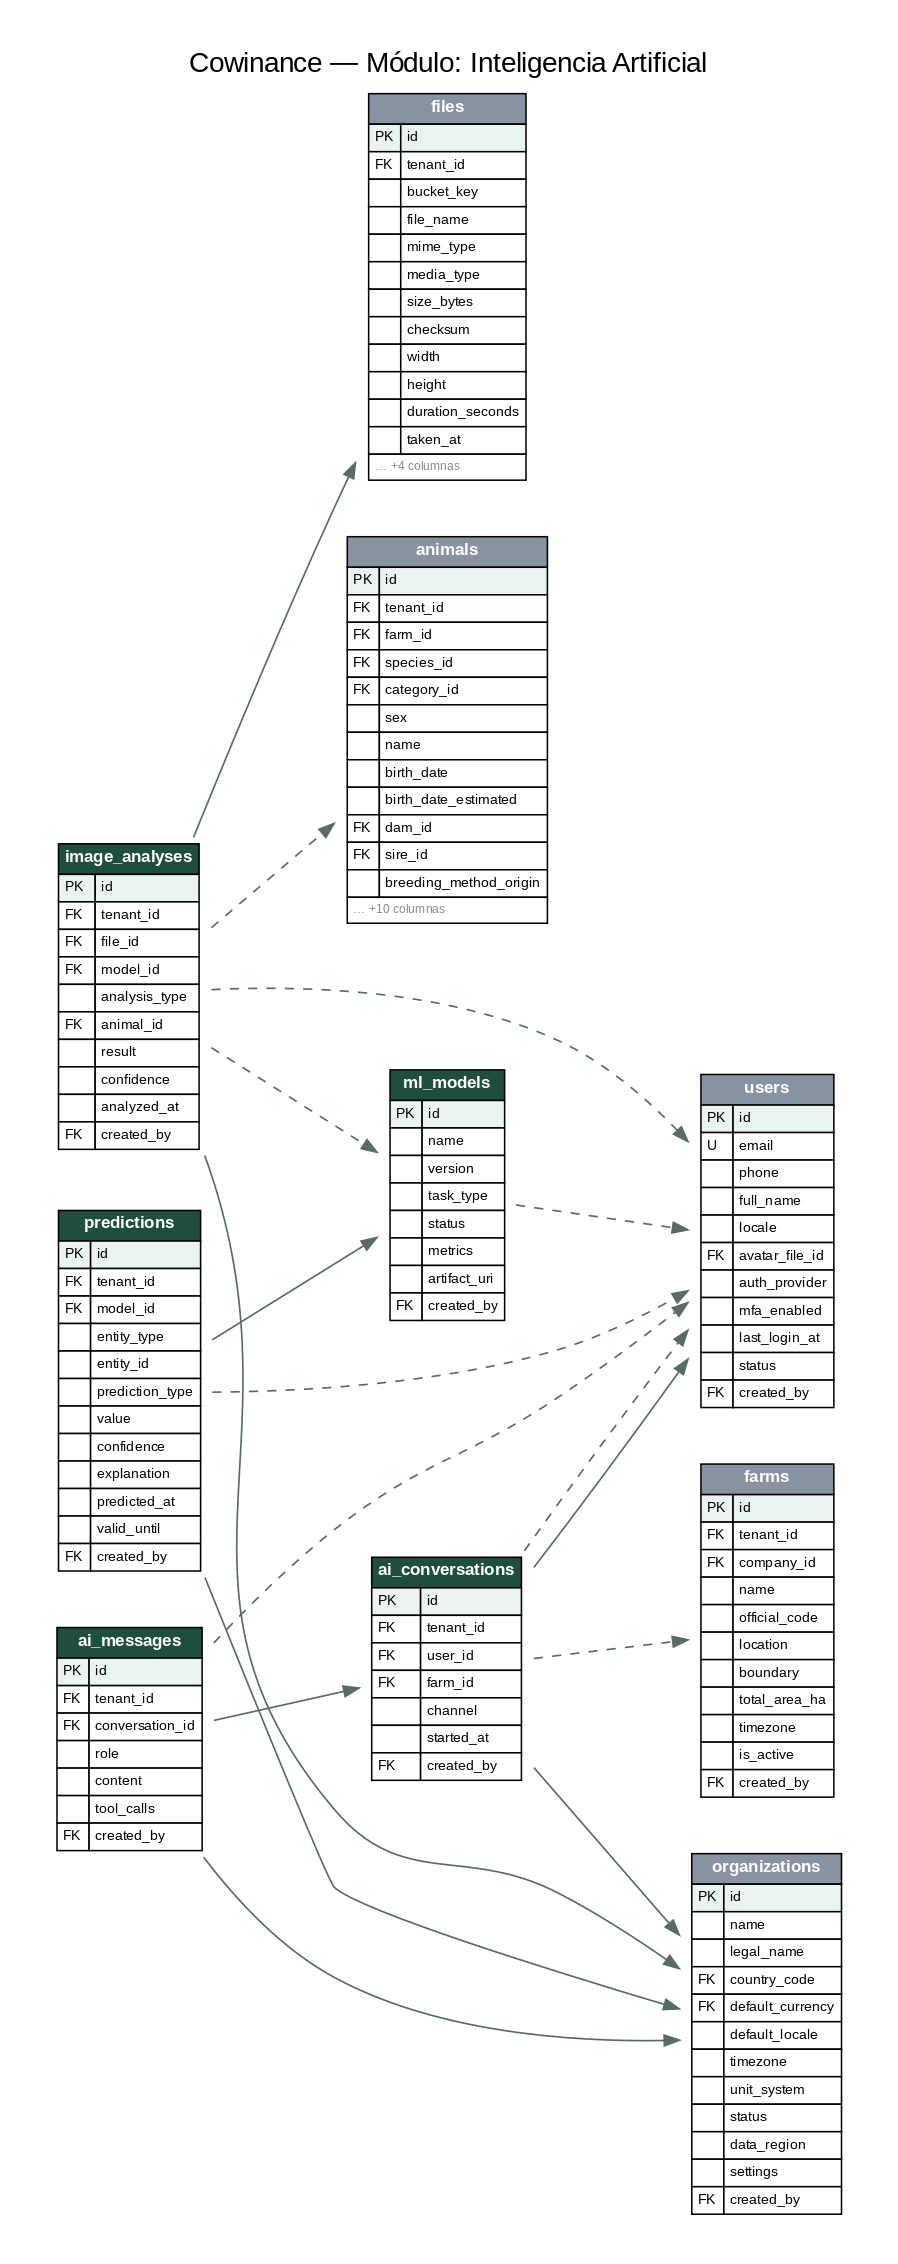 Cowinance — Módulo: Inteligencia Artificial
files
PK id
FK tenant_id
bucket_key
file_name
mime_type
media_type
size_bytes
checksum
width
height
duration_seconds
taken_at
... +4 columnas
animals
PK id
FK tenant_id
FK farm_id
FK species_id
FK category_id
sex
name
birth_date
birth_date_estimated
FK dam_id
FK sire_id
breeding_method_origin
... +10 columnas
image_analyses
PK id
FK tenant_id
FK file_id
FK model_id
analysis_type
FK animal_id
result
confidence
analyzed_at
FK created_by
ml_models
PK id
name
version
task_type
status
metrics
artifact_uri
FK created_by
users
PK id
U email
phone
full_name
locale
FK avatar_file_id
auth_provider
mfa_enabled
last_login_at
status
FK created_by
predictions
PK id
FK tenant_id
FK model_id
entity_type
entity_id
prediction_type
value
confidence
explanation
predicted_at
valid_until
FK created_by
farms
PK id
FK tenant_id
FK company_id
name
official_code
location
boundary
total_area_ha
timezone
is_active
FK created_by
ai_conversations
PK id
FK tenant_id
FK user_id
FK farm_id
channel
started_at
FK created_by
ai_messages
PK id
FK tenant_id
FK conversation_id
role
content
tool_calls
FK created_by
organizations
PK id
name
legal_name
FK country_code
FK default_currency
default_locale
timezone
unit_system
status
data_region
settings
FK created_by